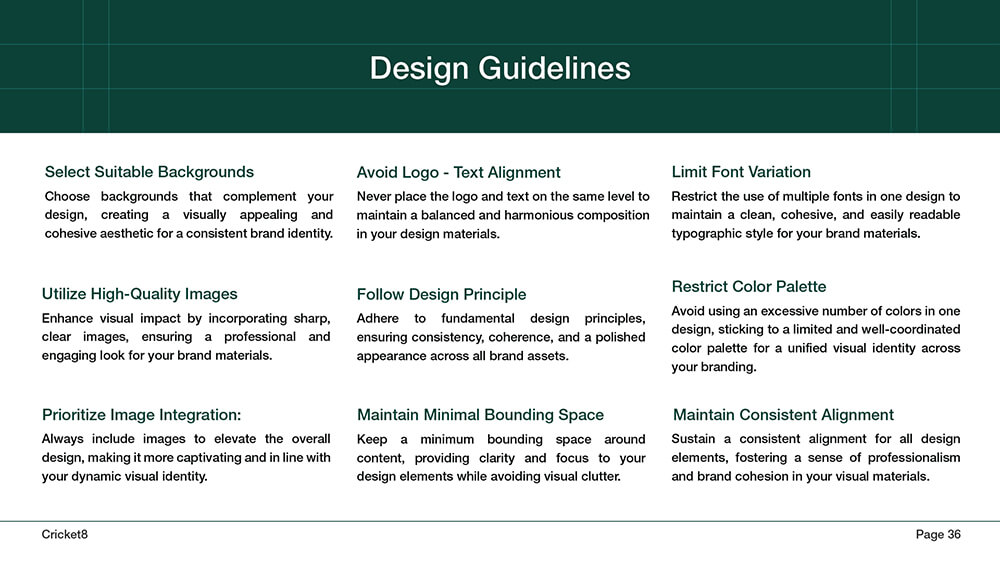 Design Guidelines
Select Suitable Backgrounds
Choose backgrounds that complement your
design, creating a visually appealing and
cohesive aesthetic for a consistent brand identity.
Avoid Logo - Text Alignment
Never place the logo and text on the same level to
maintain a balanced and harmonious composition
in your design materials.
Limit Font Variation
Restrict the use of multiple fonts in one design to
maintain a clean, cohesive, and easily readable
typographic style for your brand materials.
Utilize High-Quality Images
Enhance visual impact by incorporating sharp,
clear images, ensuring a professional and
engaging look for your brand materials.
Follow Design Principle
Adhere to fundamental design principles,
ensuring consistency, coherence, and a polished
appearance across all brand assets.
Restrict Color Palette
Avoid using an excessive number of colors in one
design, sticking to a limited and well-coordinated
color palette for a unified visual identity across
your branding.
Prioritize Image Integration:
Always include images to elevate the overall
design, making it more captivating and in line with
your dynamic visual identity.
Maintain Minimal Bounding Space
Keep a minimum bounding space around
content, providing clarity and focus to your
design elements while avoiding visual clutter.
Maintain Consistent Alignment
Sustain a consistent alignment for all design
elements, fostering a sense of professionalism
and brand cohesion in your visual materials.
Cricket8
Page 36